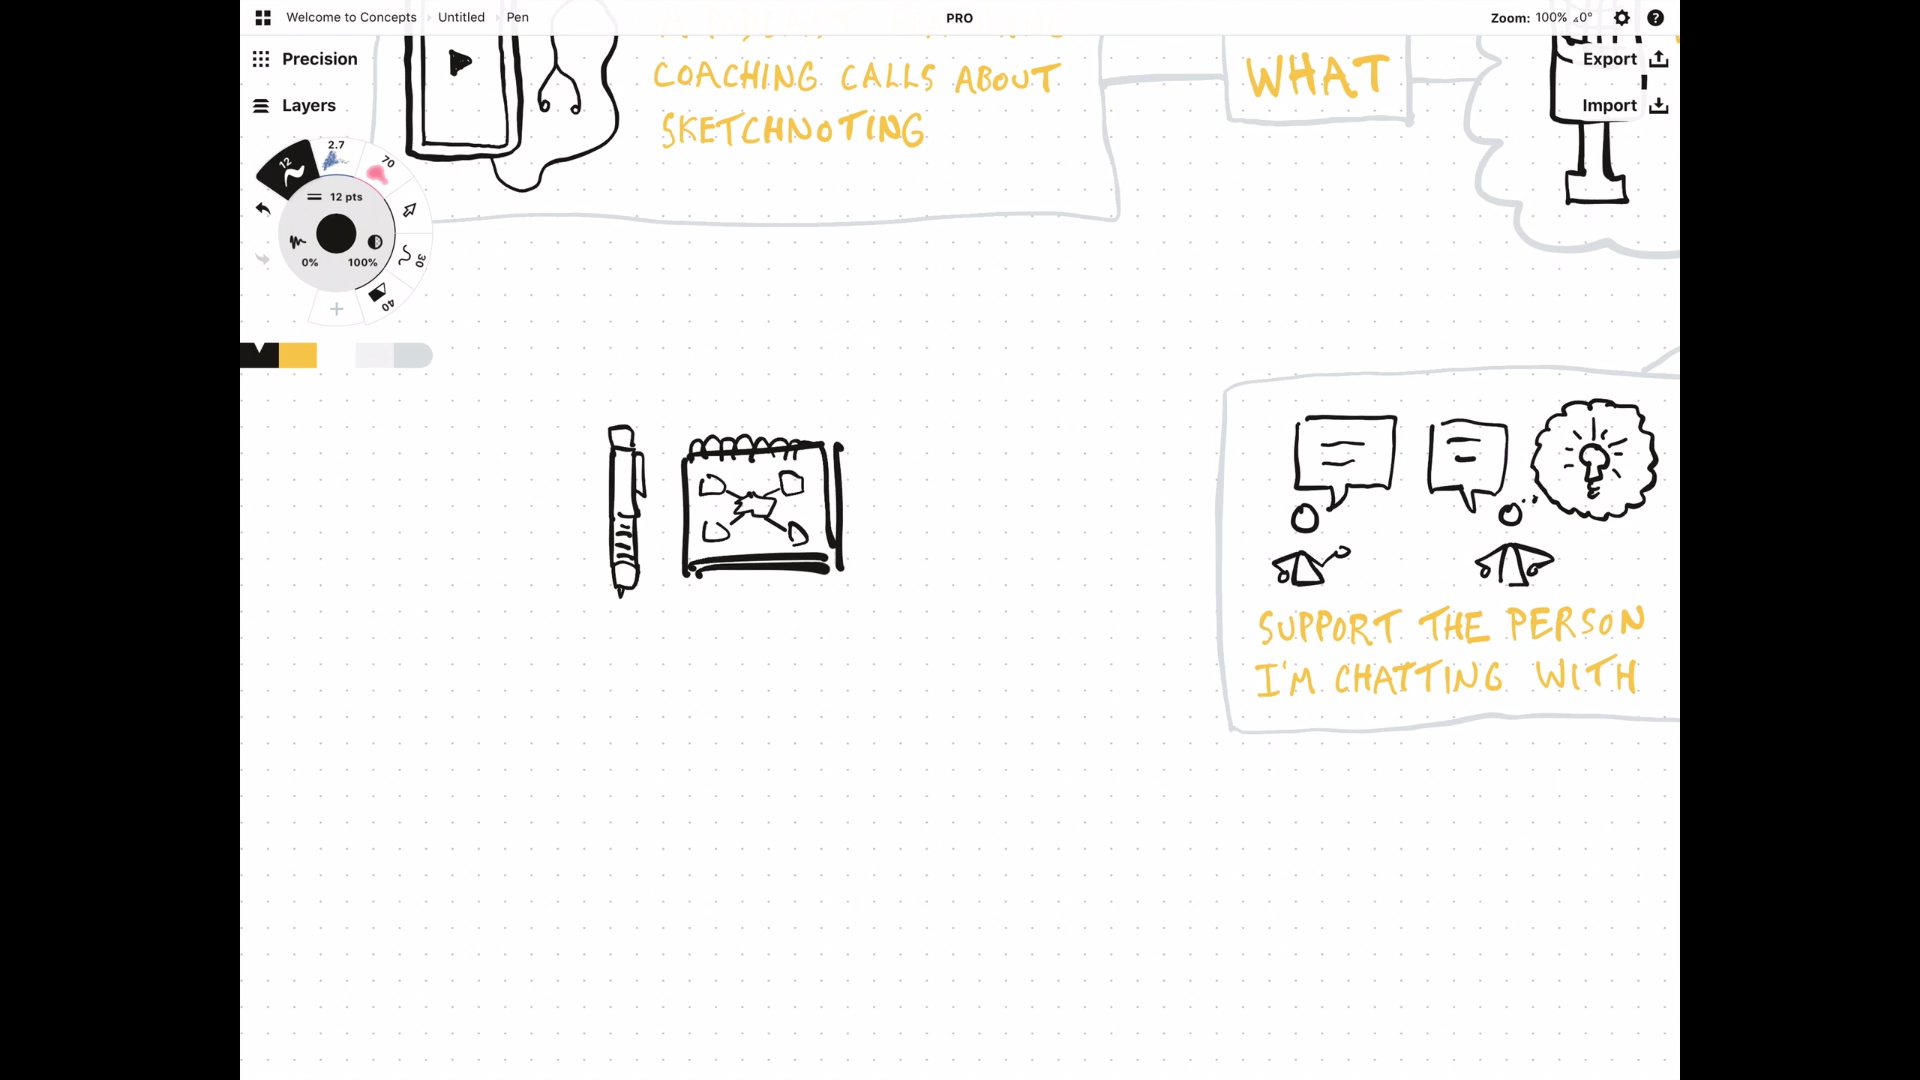 Welcome to Concepts
Untitled
Pen
PRO
Zoom: 100% ⊿0°
?
Precision
Export
COACHING CALLS ABOUT
WHAT
Layers
Import
SKETCHNOTING
12
2.7
70
12 pts
30
0%
100%
40
SUPPORT THE PERSON
I'M CHATTING WITH